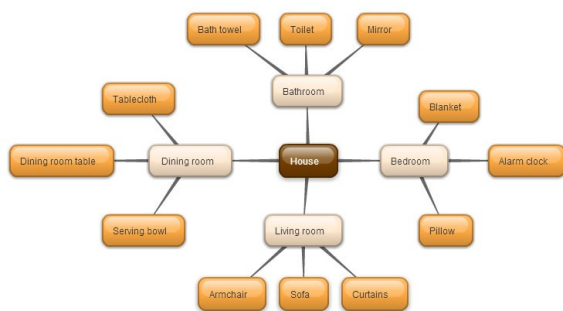 Bath towel
Toilet
Mirror
Bathroom
Tablecloth
Blanket
Dining room table
Dining room
House
Bedroom
Alarm clock
Serving bowl
Living room
Pillow
Armchair
Sofa
Curtains